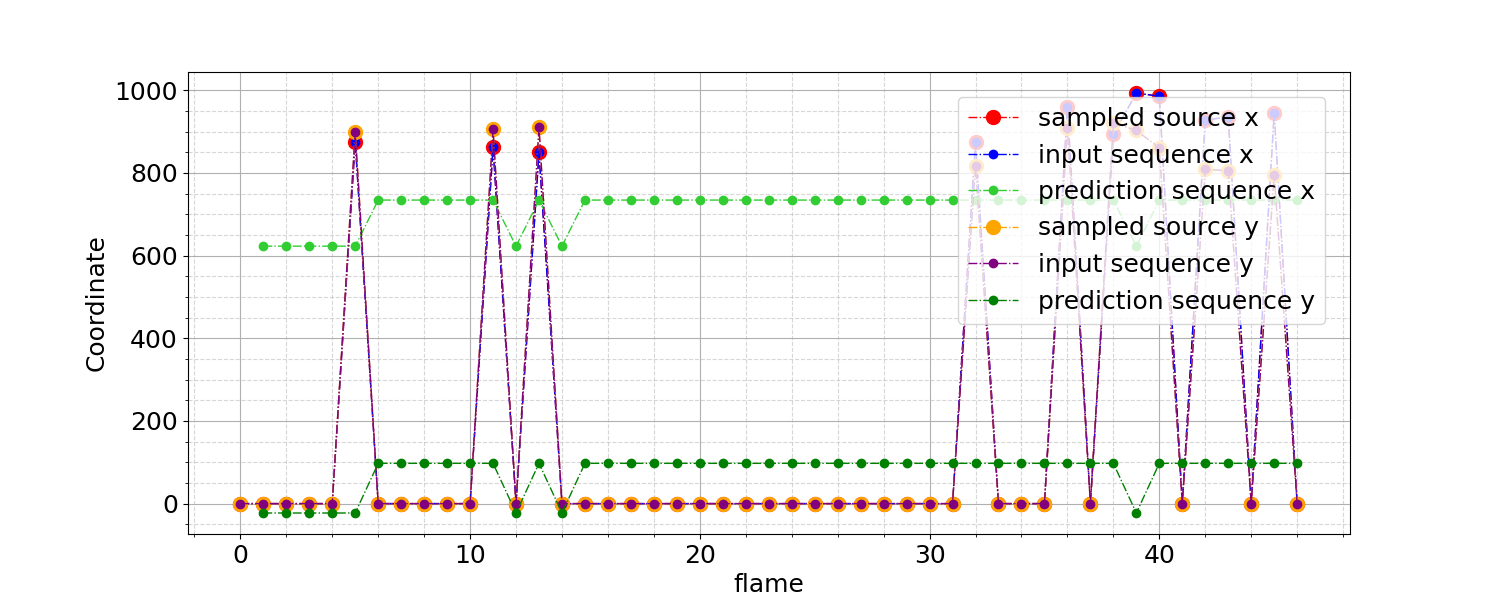 1000
800
600
400
200
0
Coordinate
sampled source x
input sequence x
prediction sequence x
sampled source y
input sequence y
prediction sequence y
0 10 20 30 40
flame